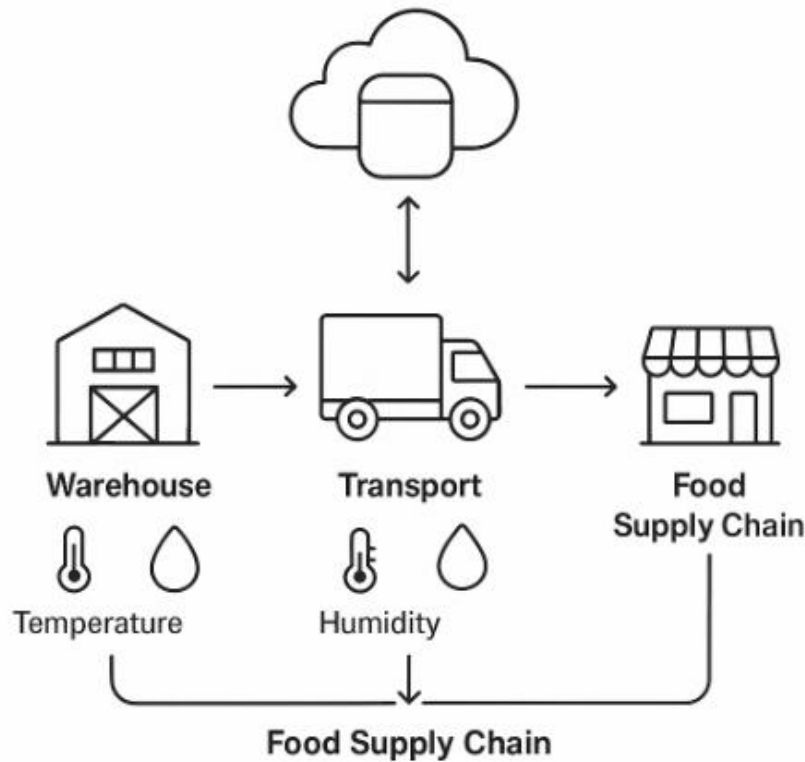 Warehouse
Transport
Food
Supply Chain
Temperature
Humidity
Food Supply Chain